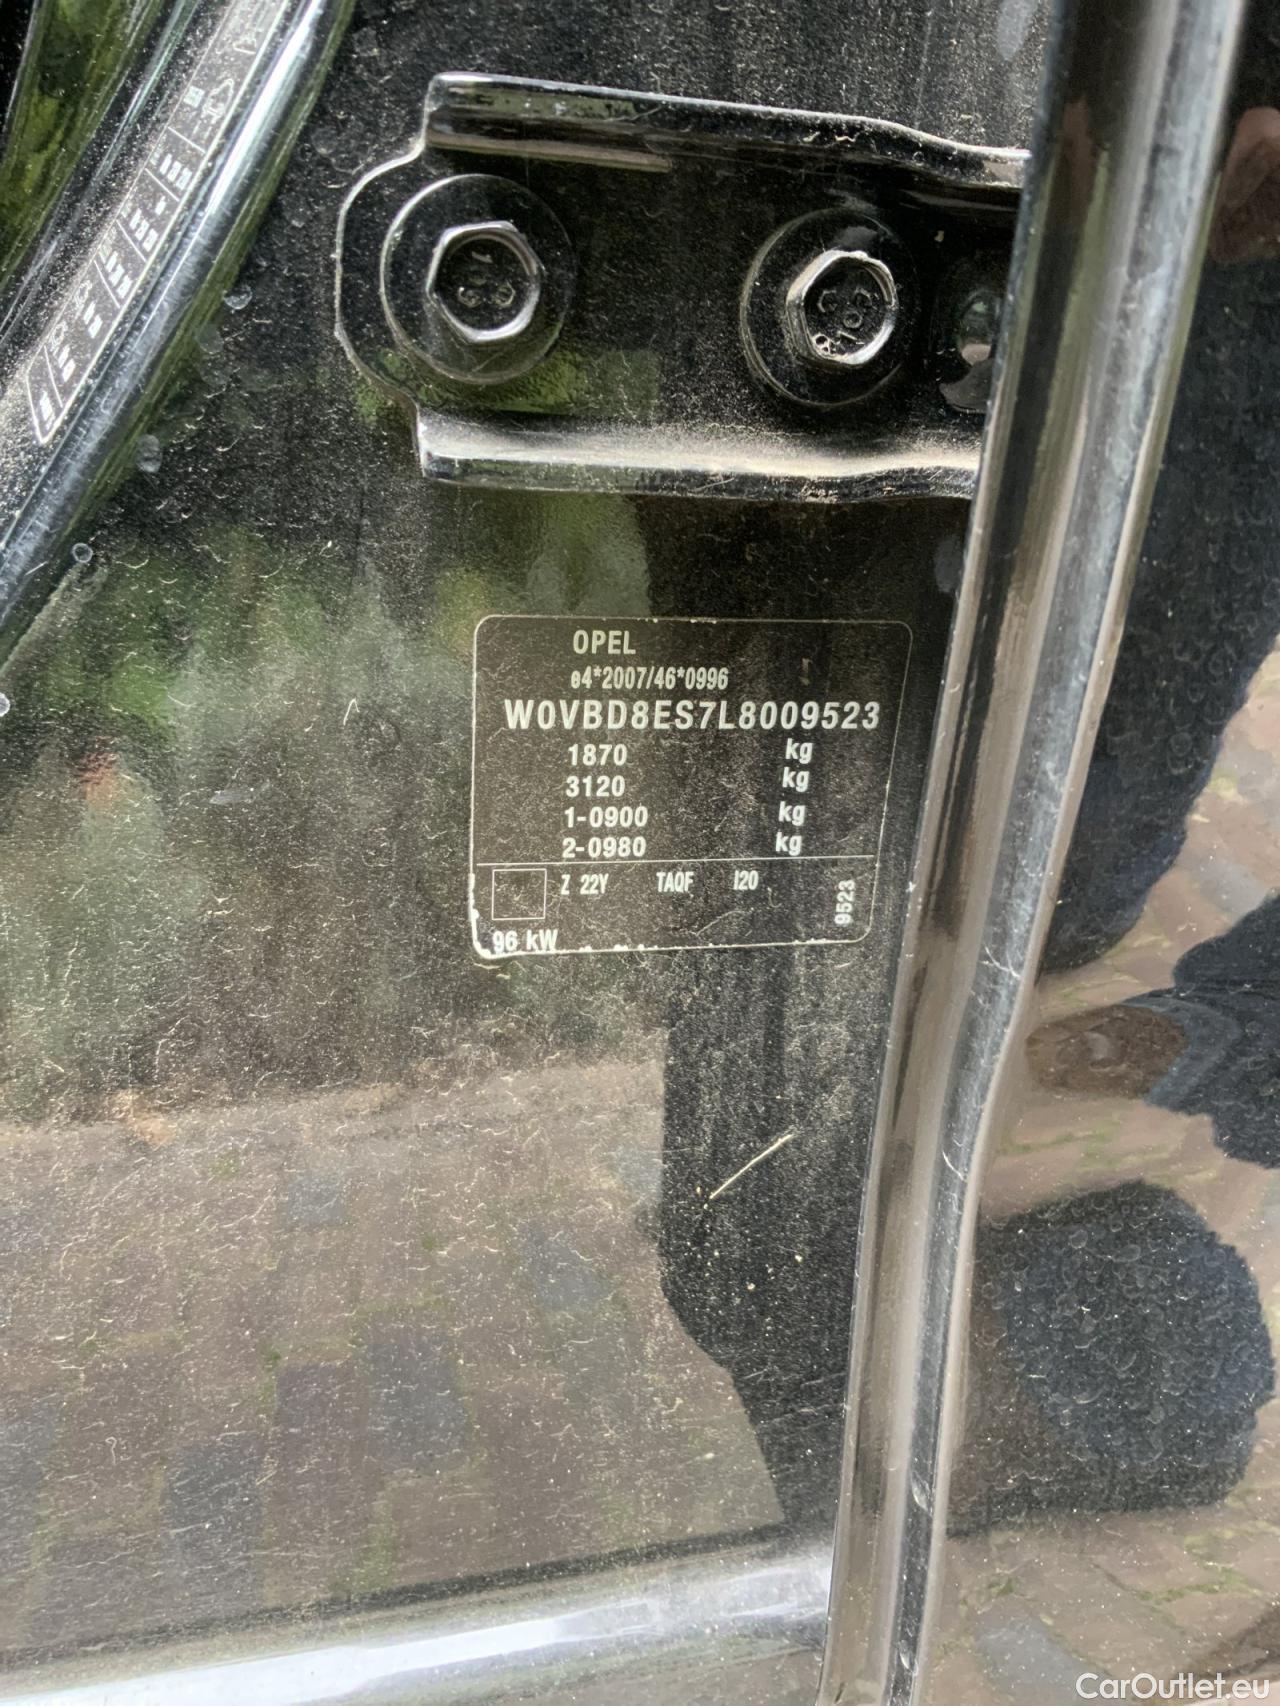 OPEL
e4*2007/46*0996
W0VBD8ES7L8009523
1870 kg
3120 kg
1-0900 kg
2-0980 kg
Z 22Y TAQF I20
9523
96 kW
CarOutlet.eu